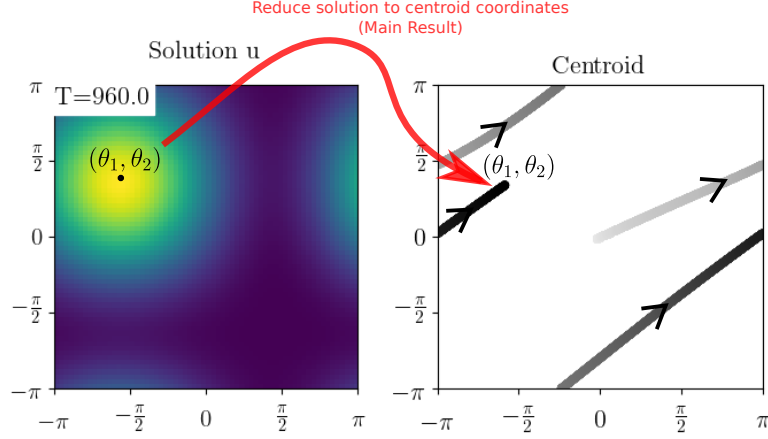 Reduce solution to centroid coordinates
(Main Result)
Solution u
Centroid
T=960.0
(θ₁, θ₂)
(θ₁, θ₂)
π
π/2
0
−π/2
−π
−π
−π/2
0
π/2
π
π
π/2
0
−π/2
−π
−π
−π/2
0
π/2
π